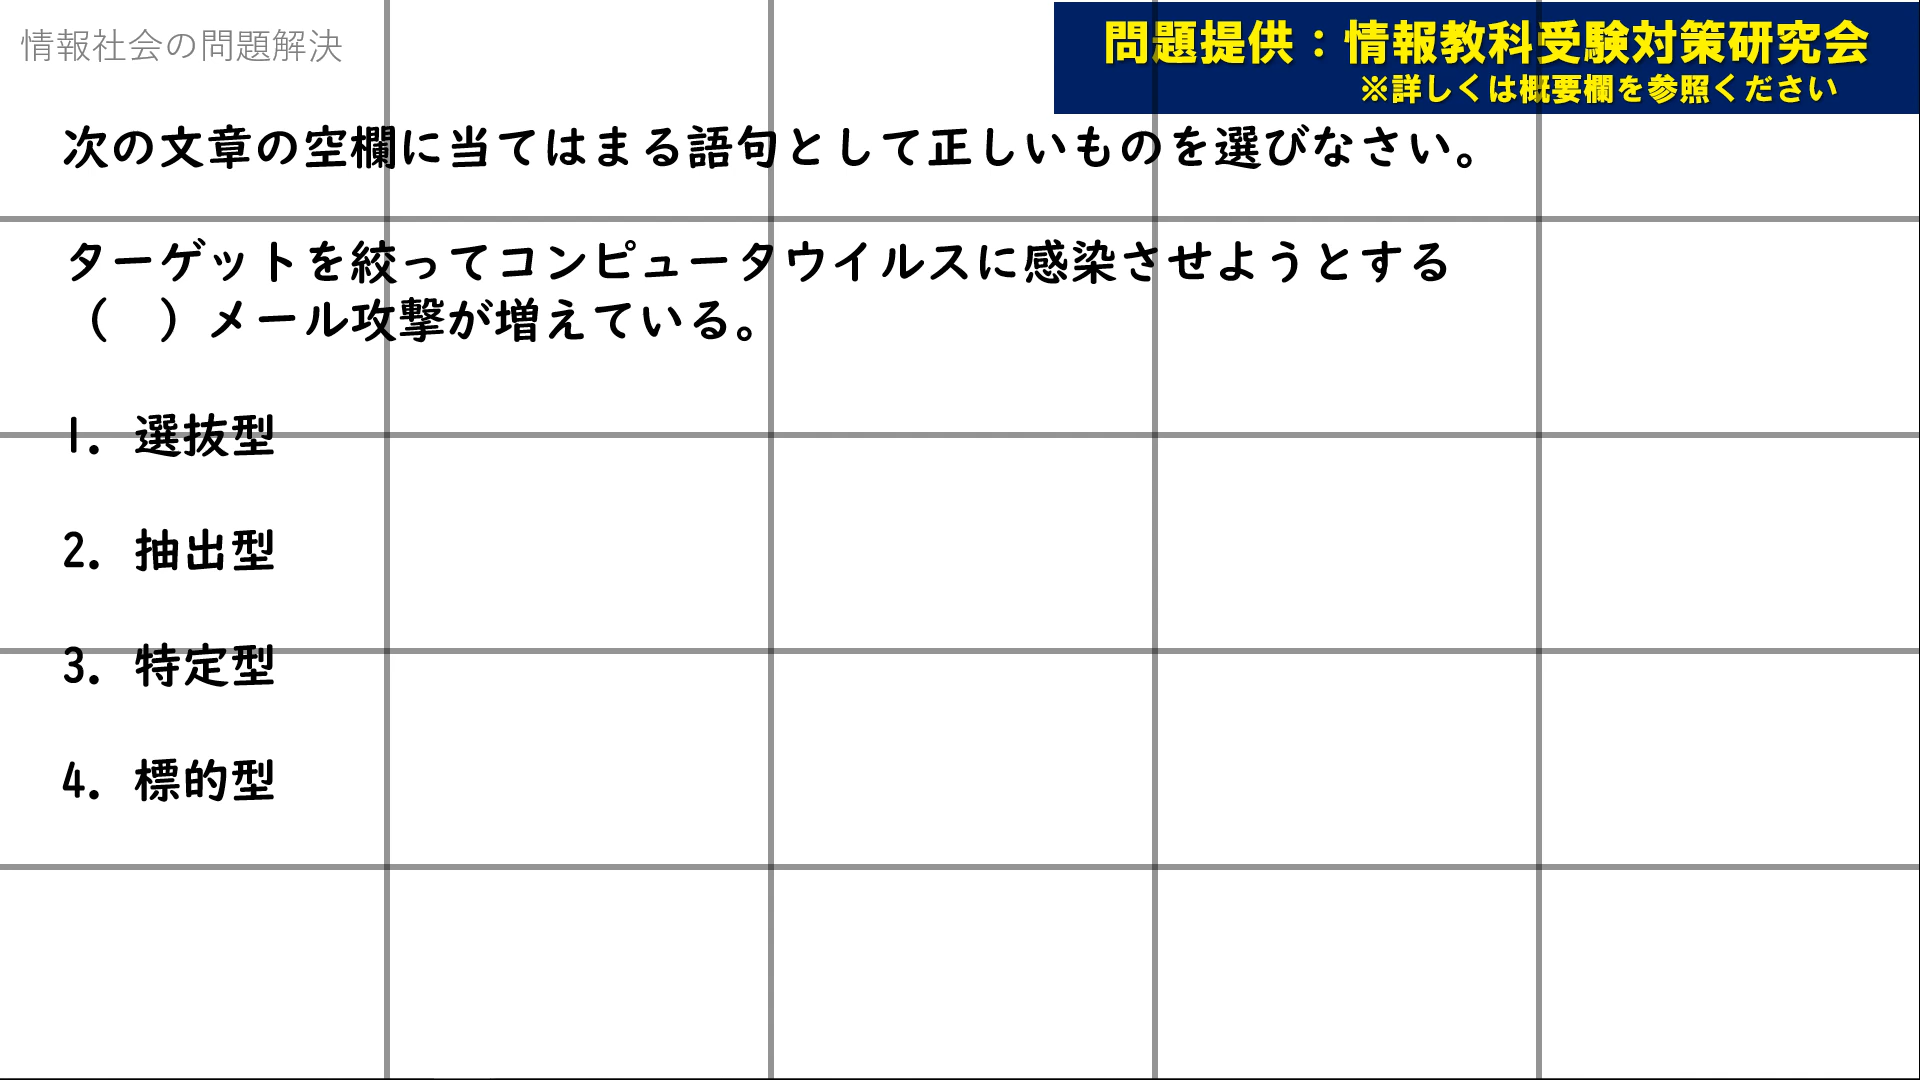 情報社会の問題解決
問題提供：情報教科受験対策研究会
※詳しくは概要欄を参照ください
次の文章の空欄に当てはまる語句として正しいものを選びなさい。
ターゲットを絞ってコンピュータウイルスに感染させようとする
（　）メール攻撃が増えている。
1. 選抜型
2. 抽出型
3. 特定型
4. 標的型